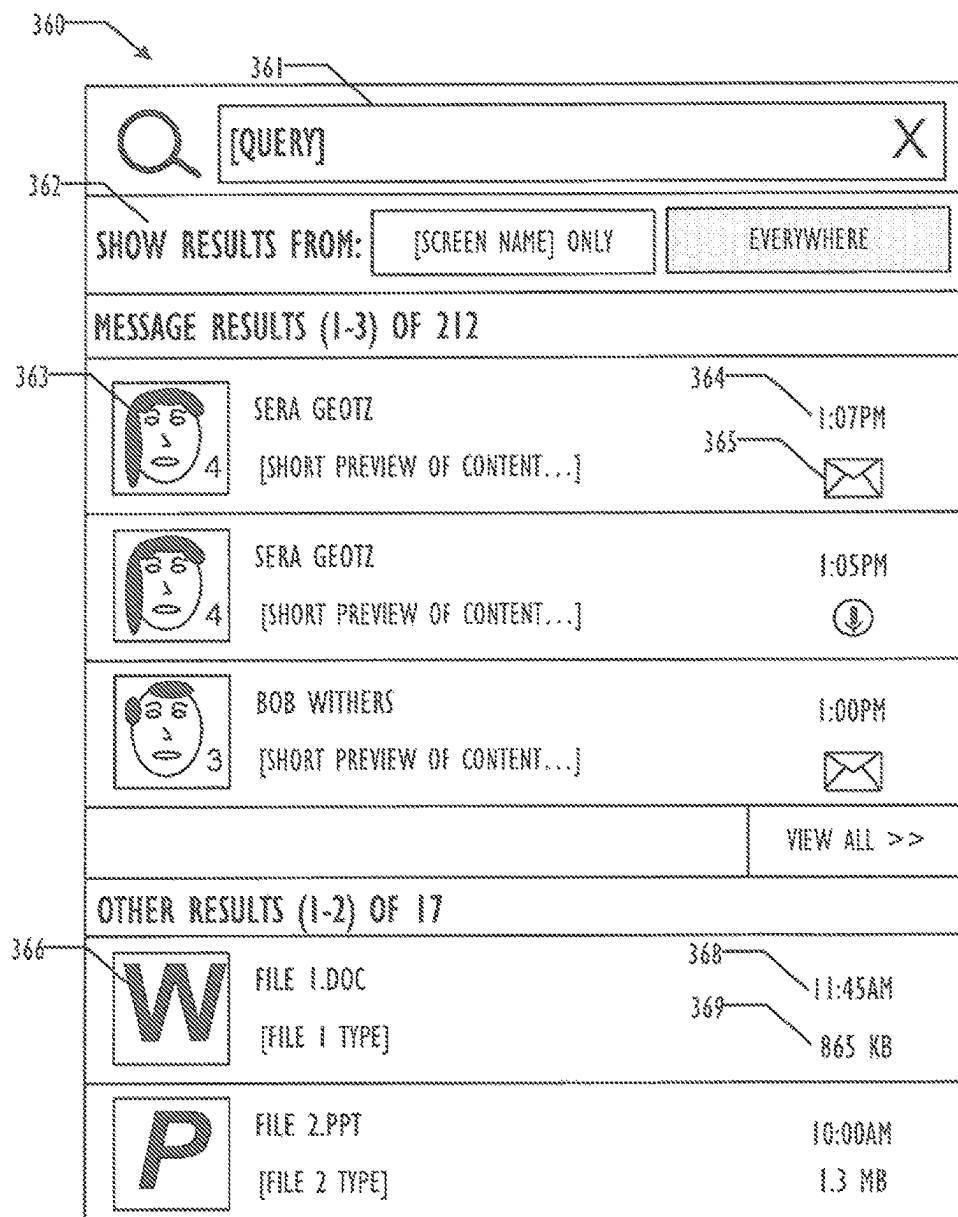 360
361
[QUERY] X
362
SHOW RESULTS FROM: [SCREEN NAME] ONLY EVERYWHERE
MESSAGE RESULTS (1-3) OF 212
363
364
SERA GEOTZ 1:07PM
365
4 [SHORT PREVIEW OF CONTENT...]
SERA GEOTZ 1:05PM
4 [SHORT PREVIEW OF CONTENT...]
BOB WITHERS 1:00PM
3 [SHORT PREVIEW OF CONTENT...]
VIEW ALL >>
OTHER RESULTS (1-2) OF 17
366
368
W FILE 1.DOC 11:45AM
369
[FILE 1 TYPE] 865 KB
P FILE 2.PPT 10:00AM
[FILE 2 TYPE] 1.3 MB